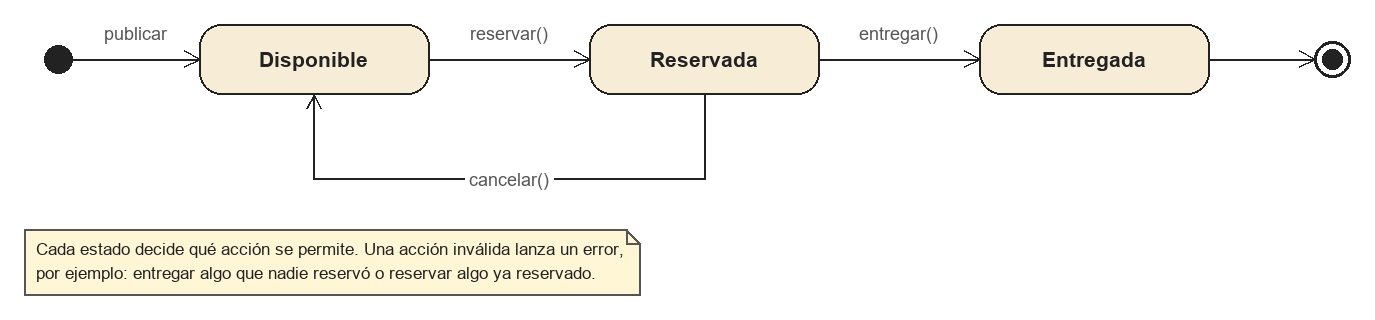 publicar
Disponible
reservar()
Reservada
entregar()
Entregada
cancelar()
Cada estado decide qué acción se permite. Una acción inválida lanza un error,
por ejemplo: entregar algo que nadie reservó o reservar algo ya reservado.